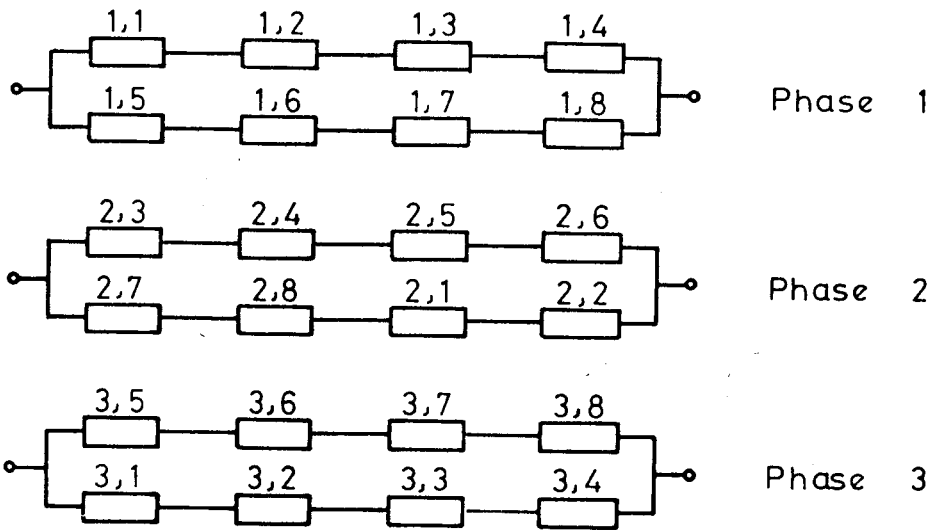 1,1 1,2 1,3 1,4
1,5 1,6 1,7 1,8
Phase 1
2,3 2,4 2,5 2,6
2,7 2,8 2,1 2,2
Phase 2
3,5 3,6 3,7 3,8
3,1 3,2 3,3 3,4
Phase 3